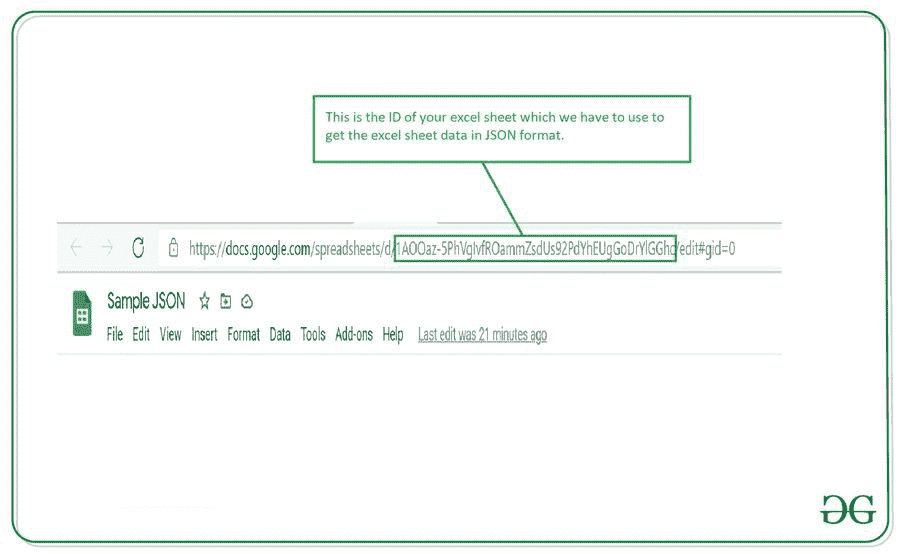 This is the ID of your excel sheet which we have to use to
get the excel sheet data in JSON format.
https://docs.google.com/spreadsheets/d/1AOOaz-5PhVgIvfROammZsdUs92PdYhEUgGoDrYlGGhc/edit#gid=0
Sample JSON
File Edit View Insert Format Data Tools Add-ons Help Last edit was 21 minutes ago